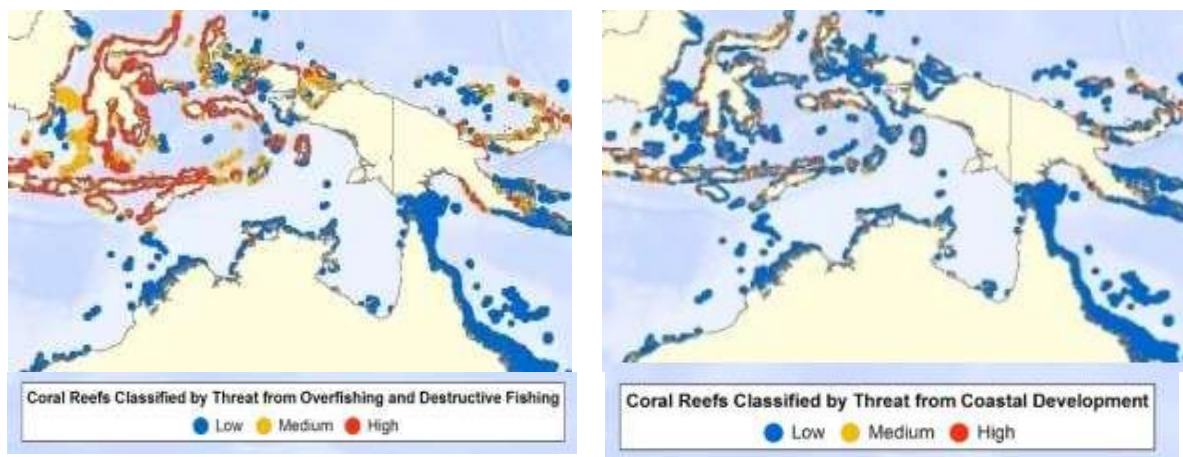 Coral Reefs Classified by Threat from Overfishing and Destructive Fishing
Low Medium High
Coral Reefs Classified by Threat from Coastal Development
Low Medium High